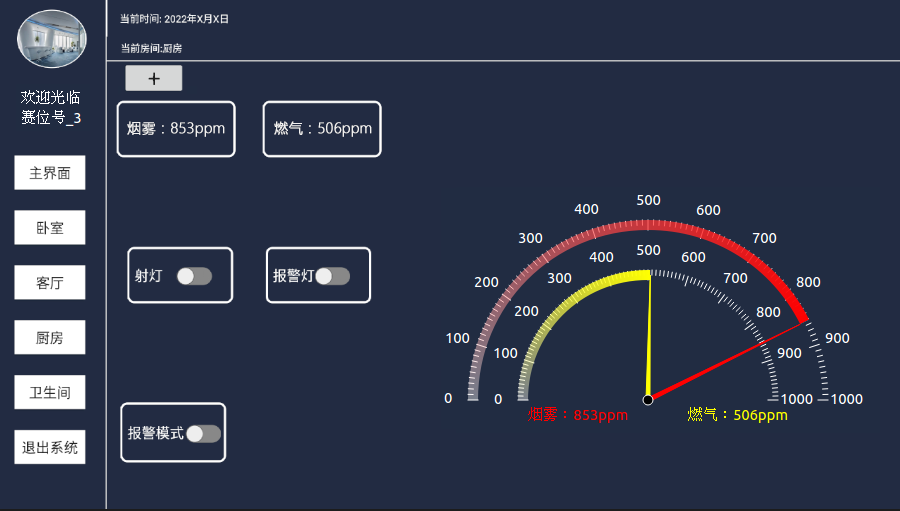 当前时间: 2022年X月X日
当前房间:厨房
欢迎光临
赛位号_3
主界面
卧室
客厅
厨房
卫生间
退出系统
+
烟雾：853ppm
燃气：506ppm
射灯
报警灯
报警模式
0
100
200
300
400
500
600
700
800
900
1000
0
100
200
300
400
500
600
700
800
900
1000
烟雾：853ppm
燃气：506ppm